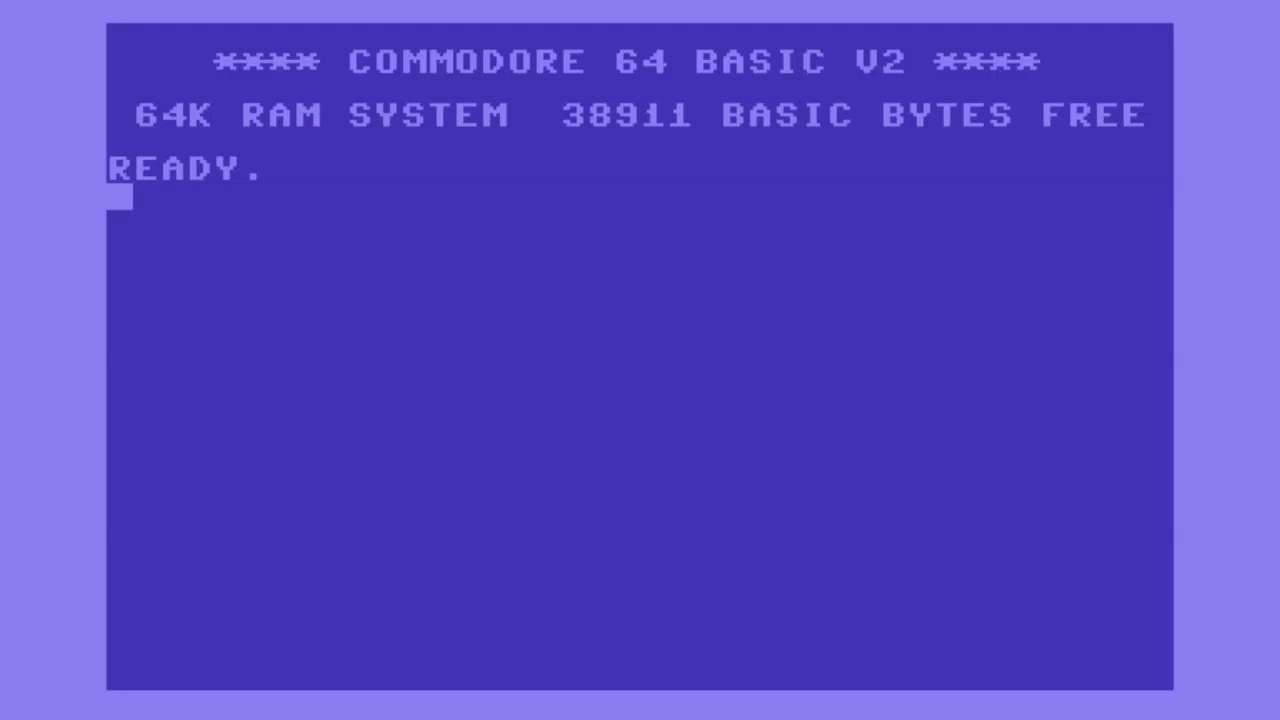 **** COMMODORE 64 BASIC V2 ****
64K RAM SYSTEM  38911 BASIC BYTES FREE
READY.